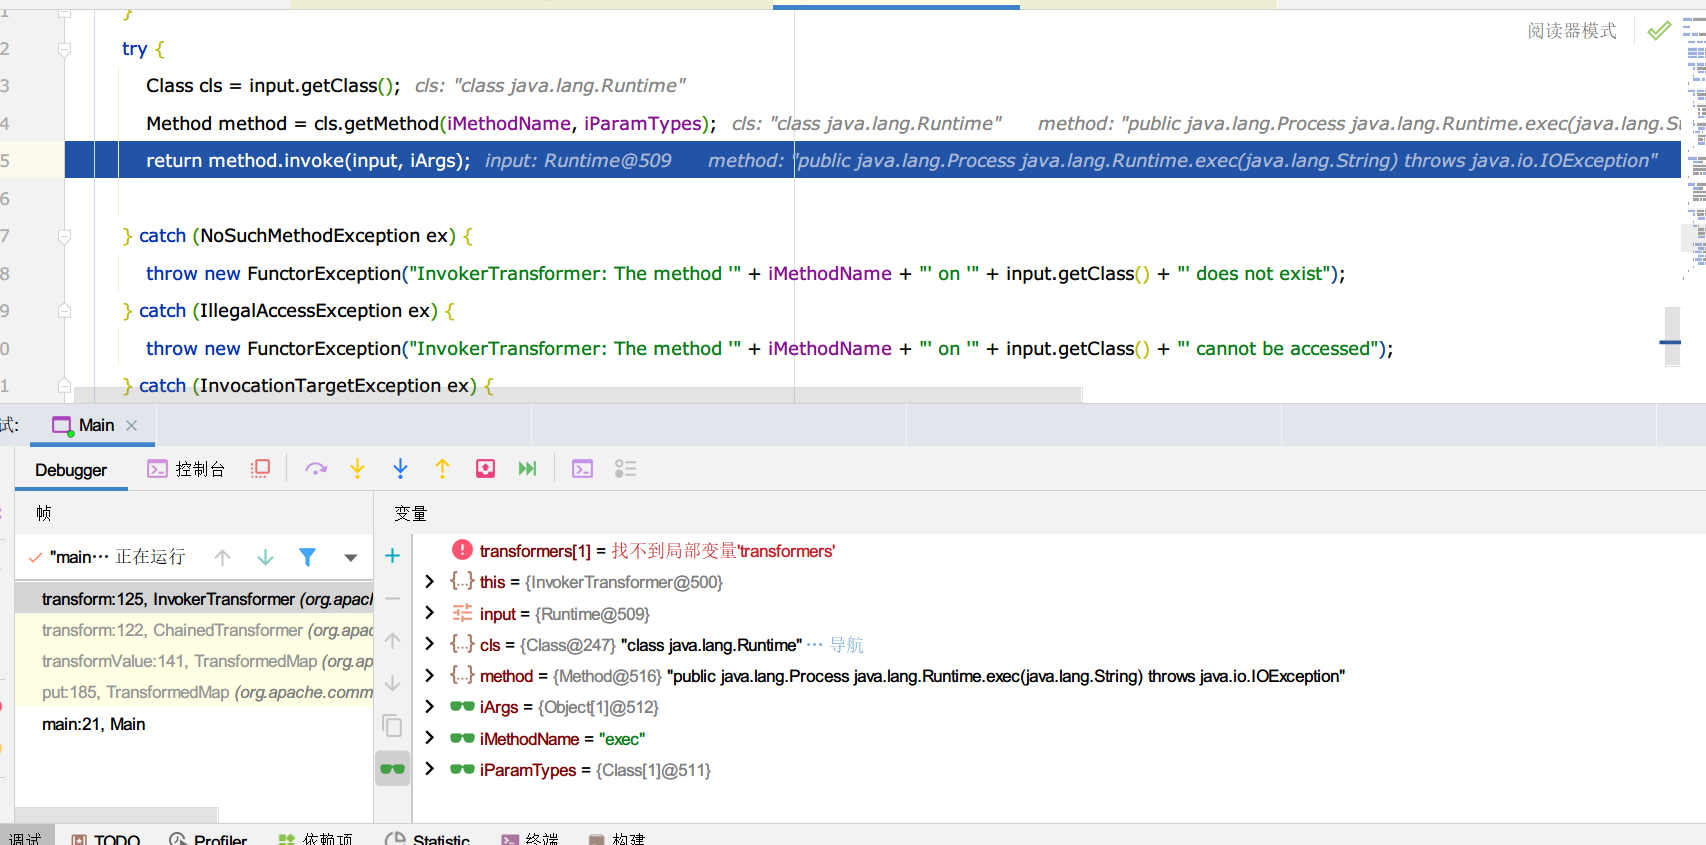 1 }
阅读器模式
2 try {
3 Class cls = input.getClass(); cls: "class java.lang.Runtime"
4 Method method = cls.getMethod(iMethodName, iParamTypes); cls: "class java.lang.Runtime" method: "public java.lang.Process java.lang.Runtime.exec(java.lang.St
5 return method.invoke(input, iArgs); input: Runtime@509 method: "public java.lang.Process java.lang.Runtime.exec(java.lang.String) throws java.io.IOException"
6
7 } catch (NoSuchMethodException ex) {
8 throw new FunctorException("InvokerTransformer: The method '" + iMethodName + "' on '" + input.getClass() + "' does not exist");
9 } catch (IllegalAccessException ex) {
0 throw new FunctorException("InvokerTransformer: The method '" + iMethodName + "' on '" + input.getClass() + "' cannot be accessed");
1 } catch (InvocationTargetException ex) {
试: Main
Debugger 控制台
帧
变量
"main… 正在运行
transform:125, InvokerTransformer (org.apacl
transform:122, ChainedTransformer (org.apac
transformValue:141, TransformedMap (org.ap
put:185, TransformedMap (org.apache.comm
main:21, Main
transformers[1] = 找不到局部变量'transformers'
this = {InvokerTransformer@500}
input = {Runtime@509}
cls = {Class@247} "class java.lang.Runtime" … 导航
method = {Method@516} "public java.lang.Process java.lang.Runtime.exec(java.lang.String) throws java.io.IOException"
iArgs = {Object[1]@512}
iMethodName = "exec"
iParamTypes = {Class[1]@511}
调试 TODO Profiler 依赖项 Statistic 终端 构建